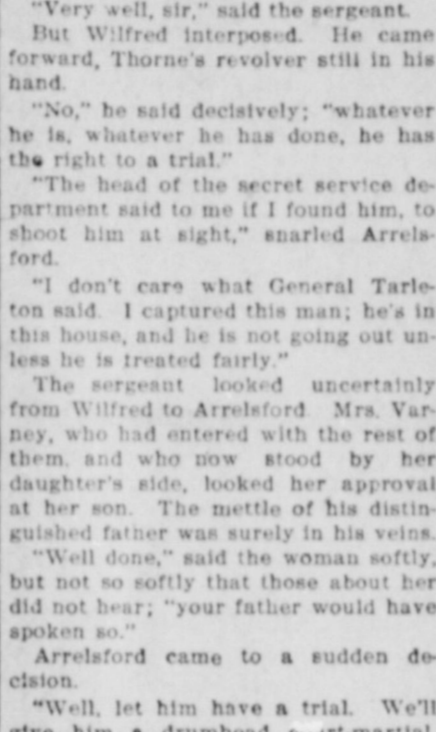 "Very well, sir," said the sergeant.
But Wilfred interposed. He came
forward, Thorne's revolver still in his
hand.
"No," he said decisively; "whatever
he is, whatever he has done, he has
the right to a trial."
"The head of the secret service de-
partment said to me if I found him, to
shoot him at sight," snarled Arrels-
ford.
"I don't care what General Tarle-
ton said. I captured this man; he's in
this house, and he is not going out un-
less he is treated fairly."
The sergeant looked uncertainly
from Wilfred to Arrelsford. Mrs. Var-
ney, who had entered with the rest of
them, and who now stood by her
daughter's side, looked her approval
at her son. The mettle of his distin-
guished father was surely in his veins.
"Well done," said the woman softly,
but not so softly that those about her
did not hear; "your father would have
spoken so."
Arrelsford came to a sudden de-
cision.
"Well, let him have a trial. We'll
give him a drumhead court-martial,